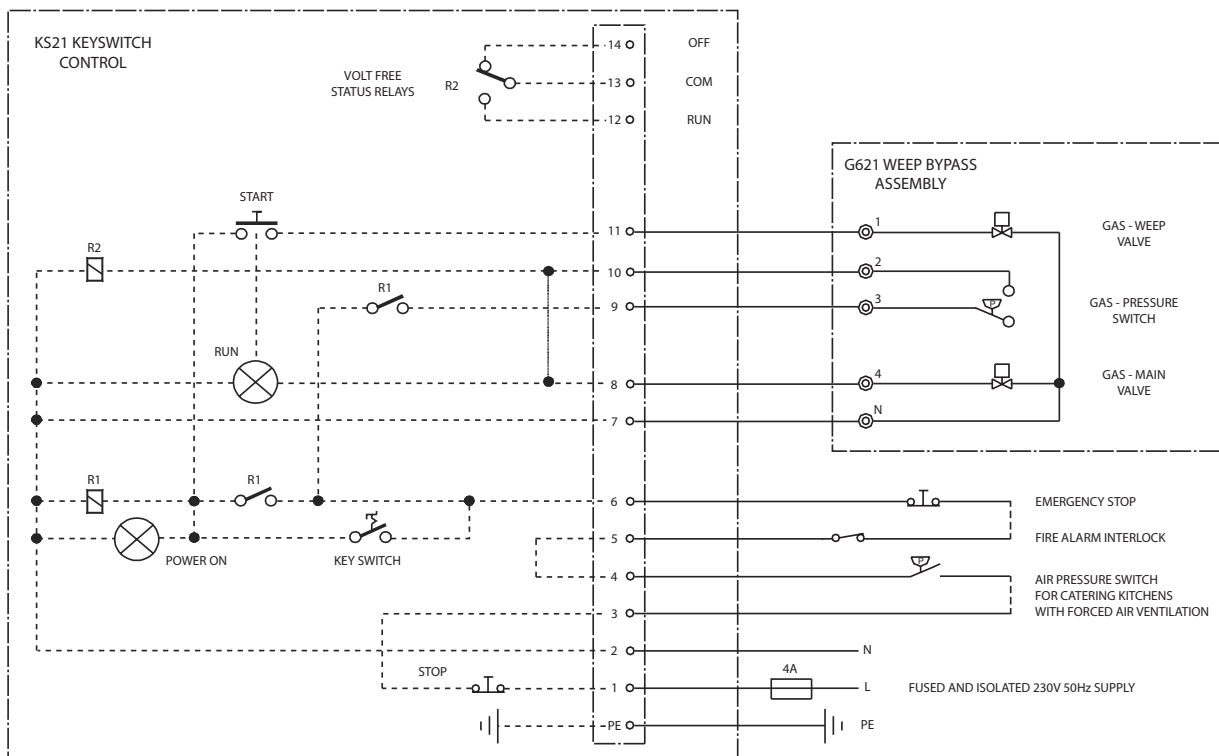 KS21 KEYSWITCH
CONTROL
VOLT FREE
STATUS RELAYS
R2
14
OFF
13
COM
12
RUN
G621 WEEP BYPASS
ASSEMBLY
START
11
1
GAS - WEEP
VALVE
R2
10
2
R1
9
3
P
GAS - PRESSURE
SWITCH
RUN
8
4
GAS - MAIN
VALVE
7
N
R1
R1
6
EMERGENCY STOP
POWER ON
KEY SWITCH
5
FIRE ALARM INTERLOCK
4
P
AIR PRESSURE SWITCH
FOR CATERING KITCHENS
WITH FORCED AIR VENTILATION
3
2
N
STOP
1
4A
L
FUSED AND ISOLATED 230V 50Hz SUPPLY
PE
PE